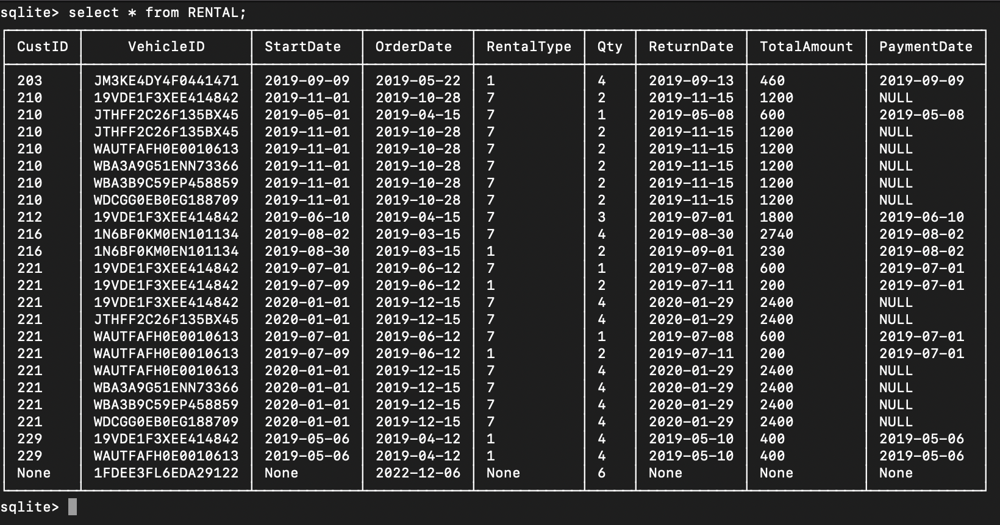 sqlite> select * from RENTAL;
CustID VehicleID StartDate OrderDate RentalType Qty ReturnDate TotalAmount PaymentDate
203 JM3KE4DY4F0441471 2019-09-09 2019-05-22 1 4 2019-09-13 460 2019-09-09
210 19VDE1F3XEE414842 2019-11-01 2019-10-28 7 2 2019-11-15 1200 NULL
210 JTHFF2C26F135BX45 2019-05-01 2019-04-15 7 1 2019-05-08 600 2019-05-08
210 JTHFF2C26F135BX45 2019-11-01 2019-10-28 7 2 2019-11-15 1200 NULL
210 WAUTFAFH0E0010613 2019-11-01 2019-10-28 7 2 2019-11-15 1200 NULL
210 WBA3A9G51ENN73366 2019-11-01 2019-10-28 7 2 2019-11-15 1200 NULL
210 WBA3B9C59EP458859 2019-11-01 2019-10-28 7 2 2019-11-15 1200 NULL
210 WDCGG0EB0EG188709 2019-11-01 2019-10-28 7 2 2019-11-15 1200 NULL
212 19VDE1F3XEE414842 2019-06-10 2019-04-15 7 3 2019-07-01 1800 2019-06-10
216 1N6BF0KM0EN101134 2019-08-02 2019-03-15 7 4 2019-08-30 2740 2019-08-02
216 1N6BF0KM0EN101134 2019-08-30 2019-03-15 1 2 2019-09-01 230 2019-08-02
221 19VDE1F3XEE414842 2019-07-01 2019-06-12 7 1 2019-07-08 600 2019-07-01
221 19VDE1F3XEE414842 2019-07-09 2019-06-12 1 2 2019-07-11 200 2019-07-01
221 19VDE1F3XEE414842 2020-01-01 2019-12-15 7 4 2020-01-29 2400 NULL
221 JTHFF2C26F135BX45 2020-01-01 2019-12-15 7 4 2020-01-29 2400 NULL
221 WAUTFAFH0E0010613 2019-07-01 2019-06-12 7 1 2019-07-08 600 2019-07-01
221 WAUTFAFH0E0010613 2019-07-09 2019-06-12 1 2 2019-07-11 200 2019-07-01
221 WAUTFAFH0E0010613 2020-01-01 2019-12-15 7 4 2020-01-29 2400 NULL
221 WBA3A9G51ENN73366 2020-01-01 2019-12-15 7 4 2020-01-29 2400 NULL
221 WBA3B9C59EP458859 2020-01-01 2019-12-15 7 4 2020-01-29 2400 NULL
221 WDCGG0EB0EG188709 2020-01-01 2019-12-15 7 4 2020-01-29 2400 NULL
229 19VDE1F3XEE414842 2019-05-06 2019-04-12 1 4 2019-05-10 400 2019-05-06
229 WAUTFAFH0E0010613 2019-05-06 2019-04-12 1 4 2019-05-10 400 2019-05-06
None 1FDEE3FL6EDA29122 None 2022-12-06 None 6 None None None
sqlite>